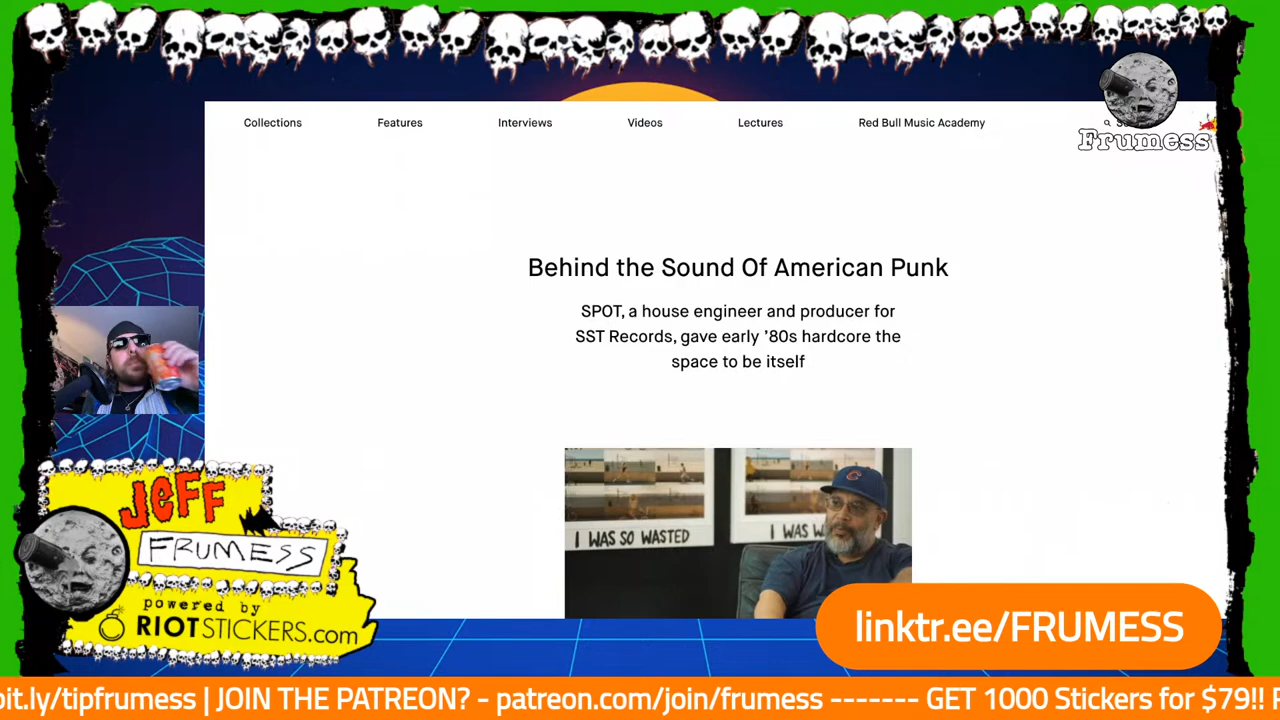 Collections Features Interviews Videos Lectures Red Bull Music Academy
Frumess
Behind the Sound Of American Punk
SPOT, a house engineer and producer for
SST Records, gave early ’80s hardcore the
space to be itself
I WAS SO WASTED
I WAS
JeFF
FRUMESS
powered by
RIOTSTICKERS.com
linktr.ee/FRUMESS
bit.ly/tipfrumess | JOIN THE PATREON? - patreon.com/join/frumess ------- GET 1000 Stickers for $79!!